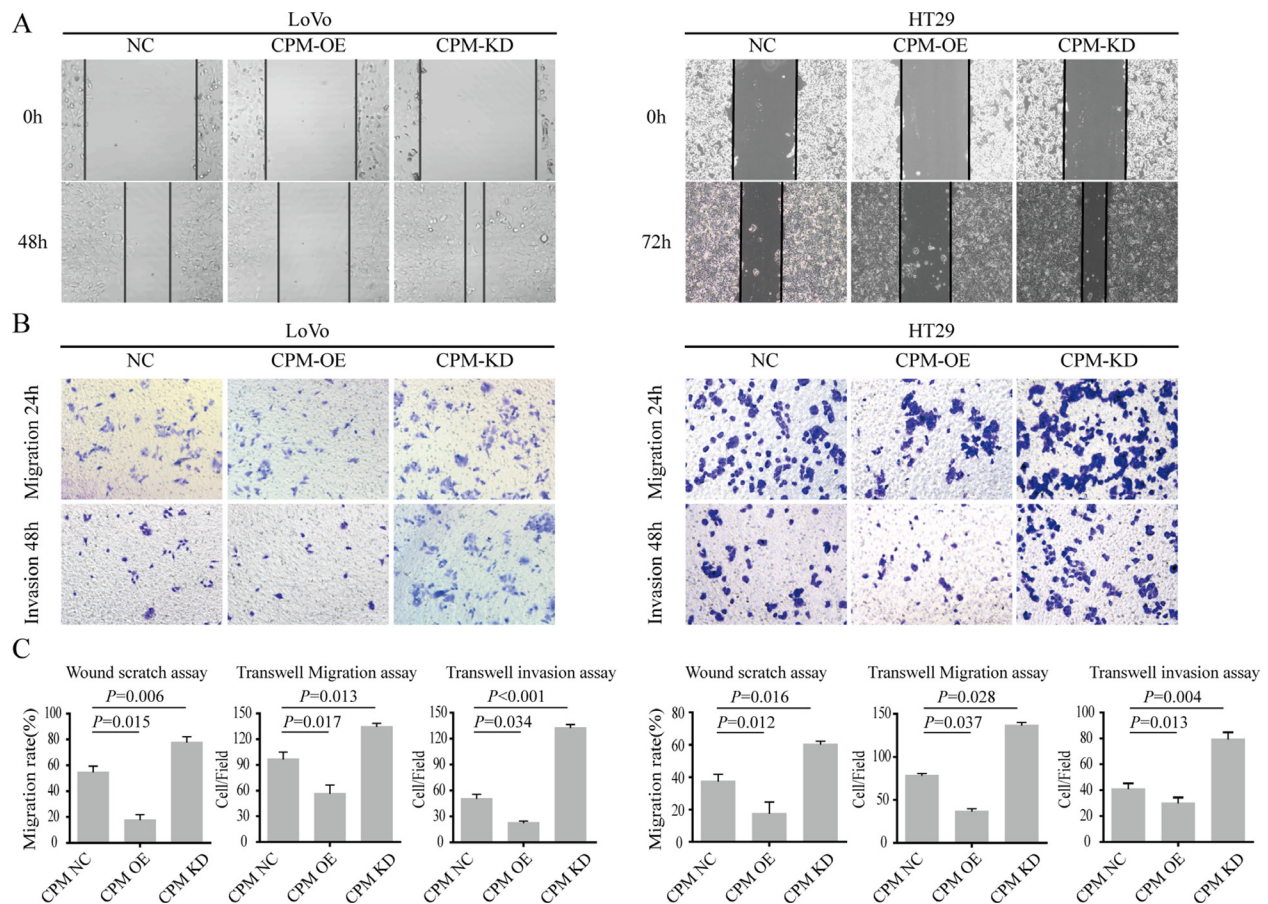 A
LoVo
HT29
NC CPM-OE CPM-KD
NC CPM-OE CPM-KD
0h
0h
48h
72h
B
LoVo
HT29
NC CPM-OE CPM-KD
NC CPM-OE CPM-KD
Migration 24h
Migration 24h
Invasion 48h
Invasion 48h
C
Wound scratch assay
P=0.006
P=0.015
Migration rate(%)
100
80
60
40
20
0
CPM NC
CPM OE
CPM KD
Transwell Migration assay
P=0.013
P=0.017
Cell/Field
150
120
90
60
30
0
CPM NC
CPM OE
CPM KD
Transwell invasion assay
P<0.001
P=0.034
Cell/Field
150
120
90
60
30
0
CPM NC
CPM OE
CPM KD
Wound scratch assay
P=0.016
P=0.012
Migration rate(%)
80
60
40
20
0
CPM NC
CPM OE
CPM KD
Transwell Migration assay
P=0.028
P=0.037
Cell/Field
150
100
50
0
CPM NC
CPM OE
CPM KD
Transwell invasion assay
P=0.004
P=0.013
Cell/Field
100
80
60
40
20
0
CPM NC
CPM OE
CPM KD